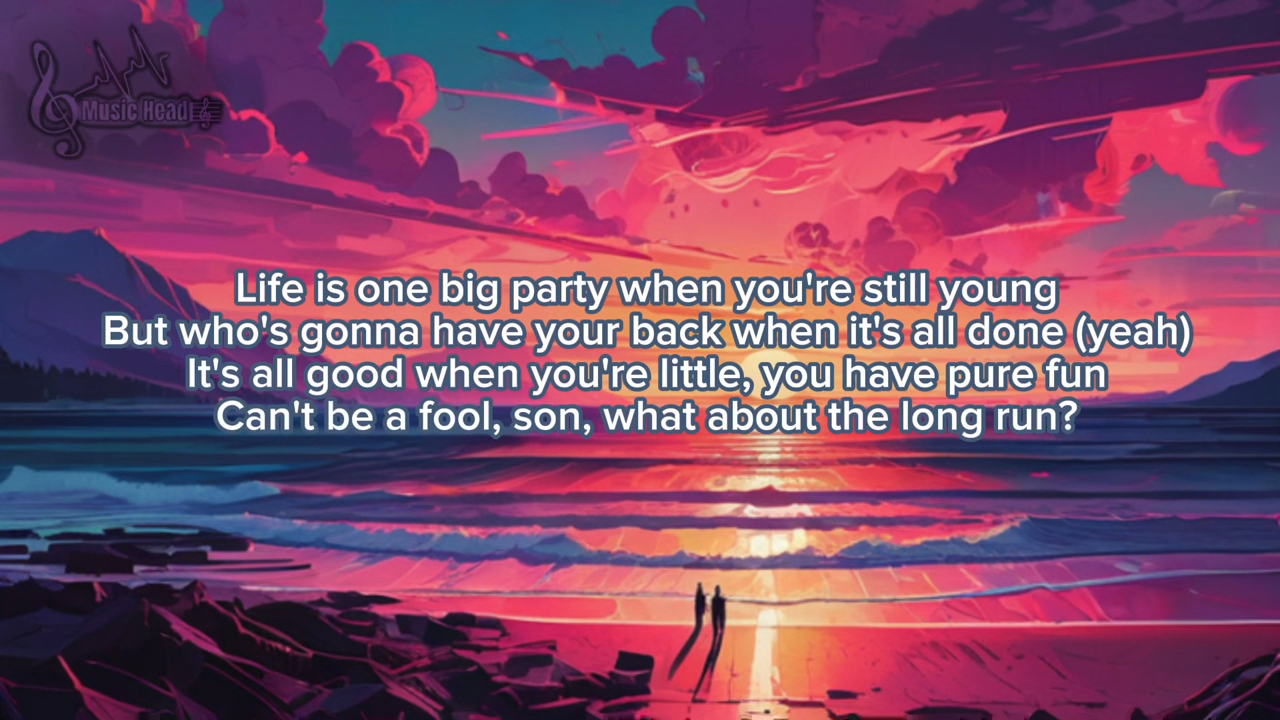 Music Head
Life is one big party when you're still young
But who's gonna have your back when it's all done (yeah)
It's all good when you're little, you have pure fun
Can't be a fool, son, what about the long run?